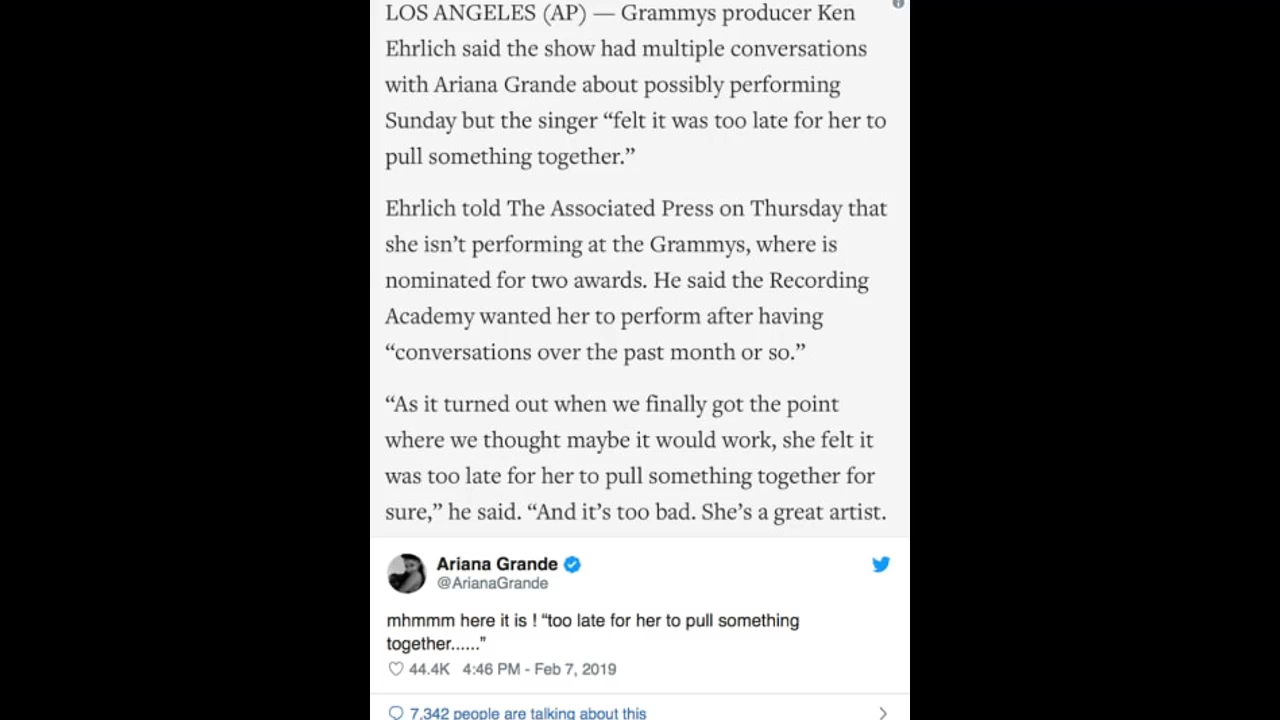 LOS ANGELES (AP) — Grammys producer Ken
Ehrlich said the show had multiple conversations
with Ariana Grande about possibly performing
Sunday but the singer “felt it was too late for her to
pull something together.”
Ehrlich told The Associated Press on Thursday that
she isn’t performing at the Grammys, where is
nominated for two awards. He said the Recording
Academy wanted her to perform after having
“conversations over the past month or so.”
“As it turned out when we finally got the point
where we thought maybe it would work, she felt it
was too late for her to pull something together for
sure,” he said. “And it’s too bad. She’s a great artist.
Ariana Grande
@ArianaGrande
mhmmm here it is ! “too late for her to pull something
together......”
44.4K 4:46 PM - Feb 7, 2019
7,342 people are talking about this